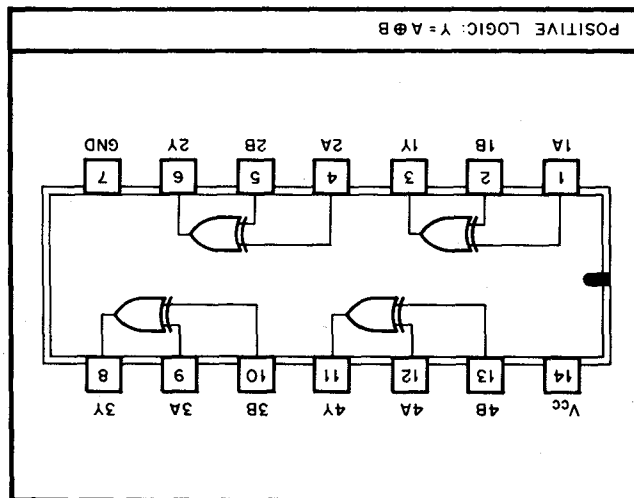 Vcc 4B 4A 4Y 3B 3A 3Y
14 13 12 11 10 9 8
1 2 3 4 5 6 7
1A 1B 1Y 2A 2B 2Y GND
POSITIVE LOGIC: Y = A⊕B